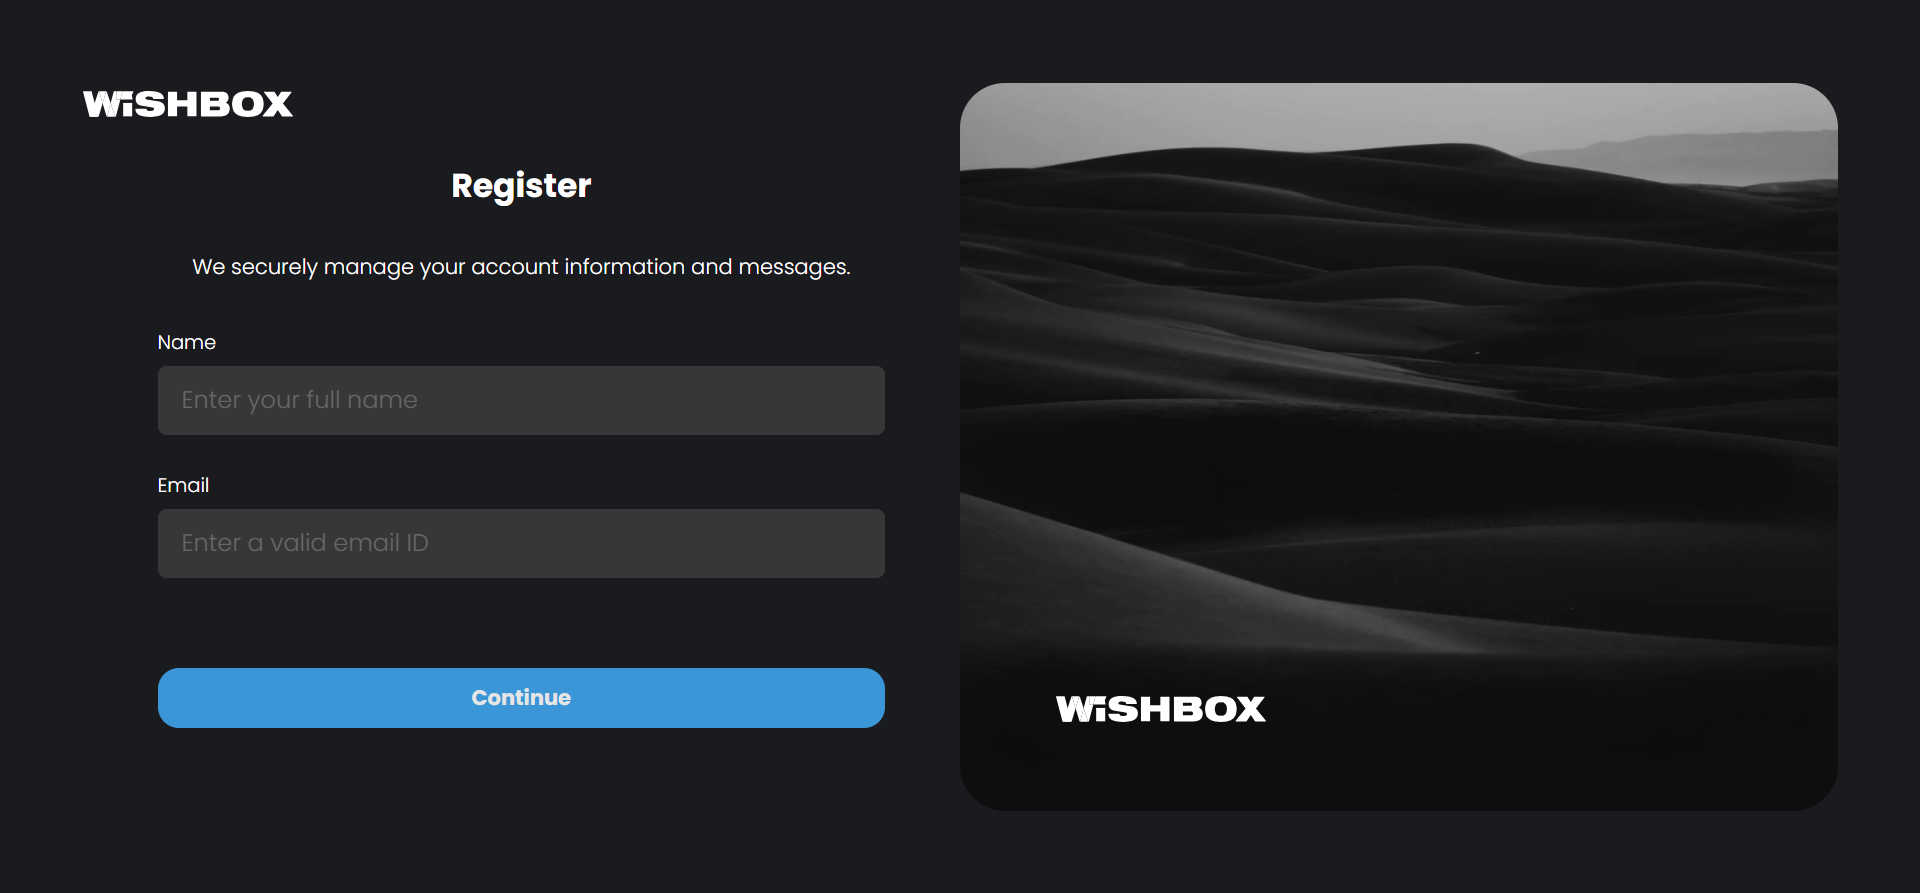 WiSHBOX
Register
We securely manage your account information and messages.
Name
Enter your full name
Email
Enter a valid email ID
Continue
WiSHBOX